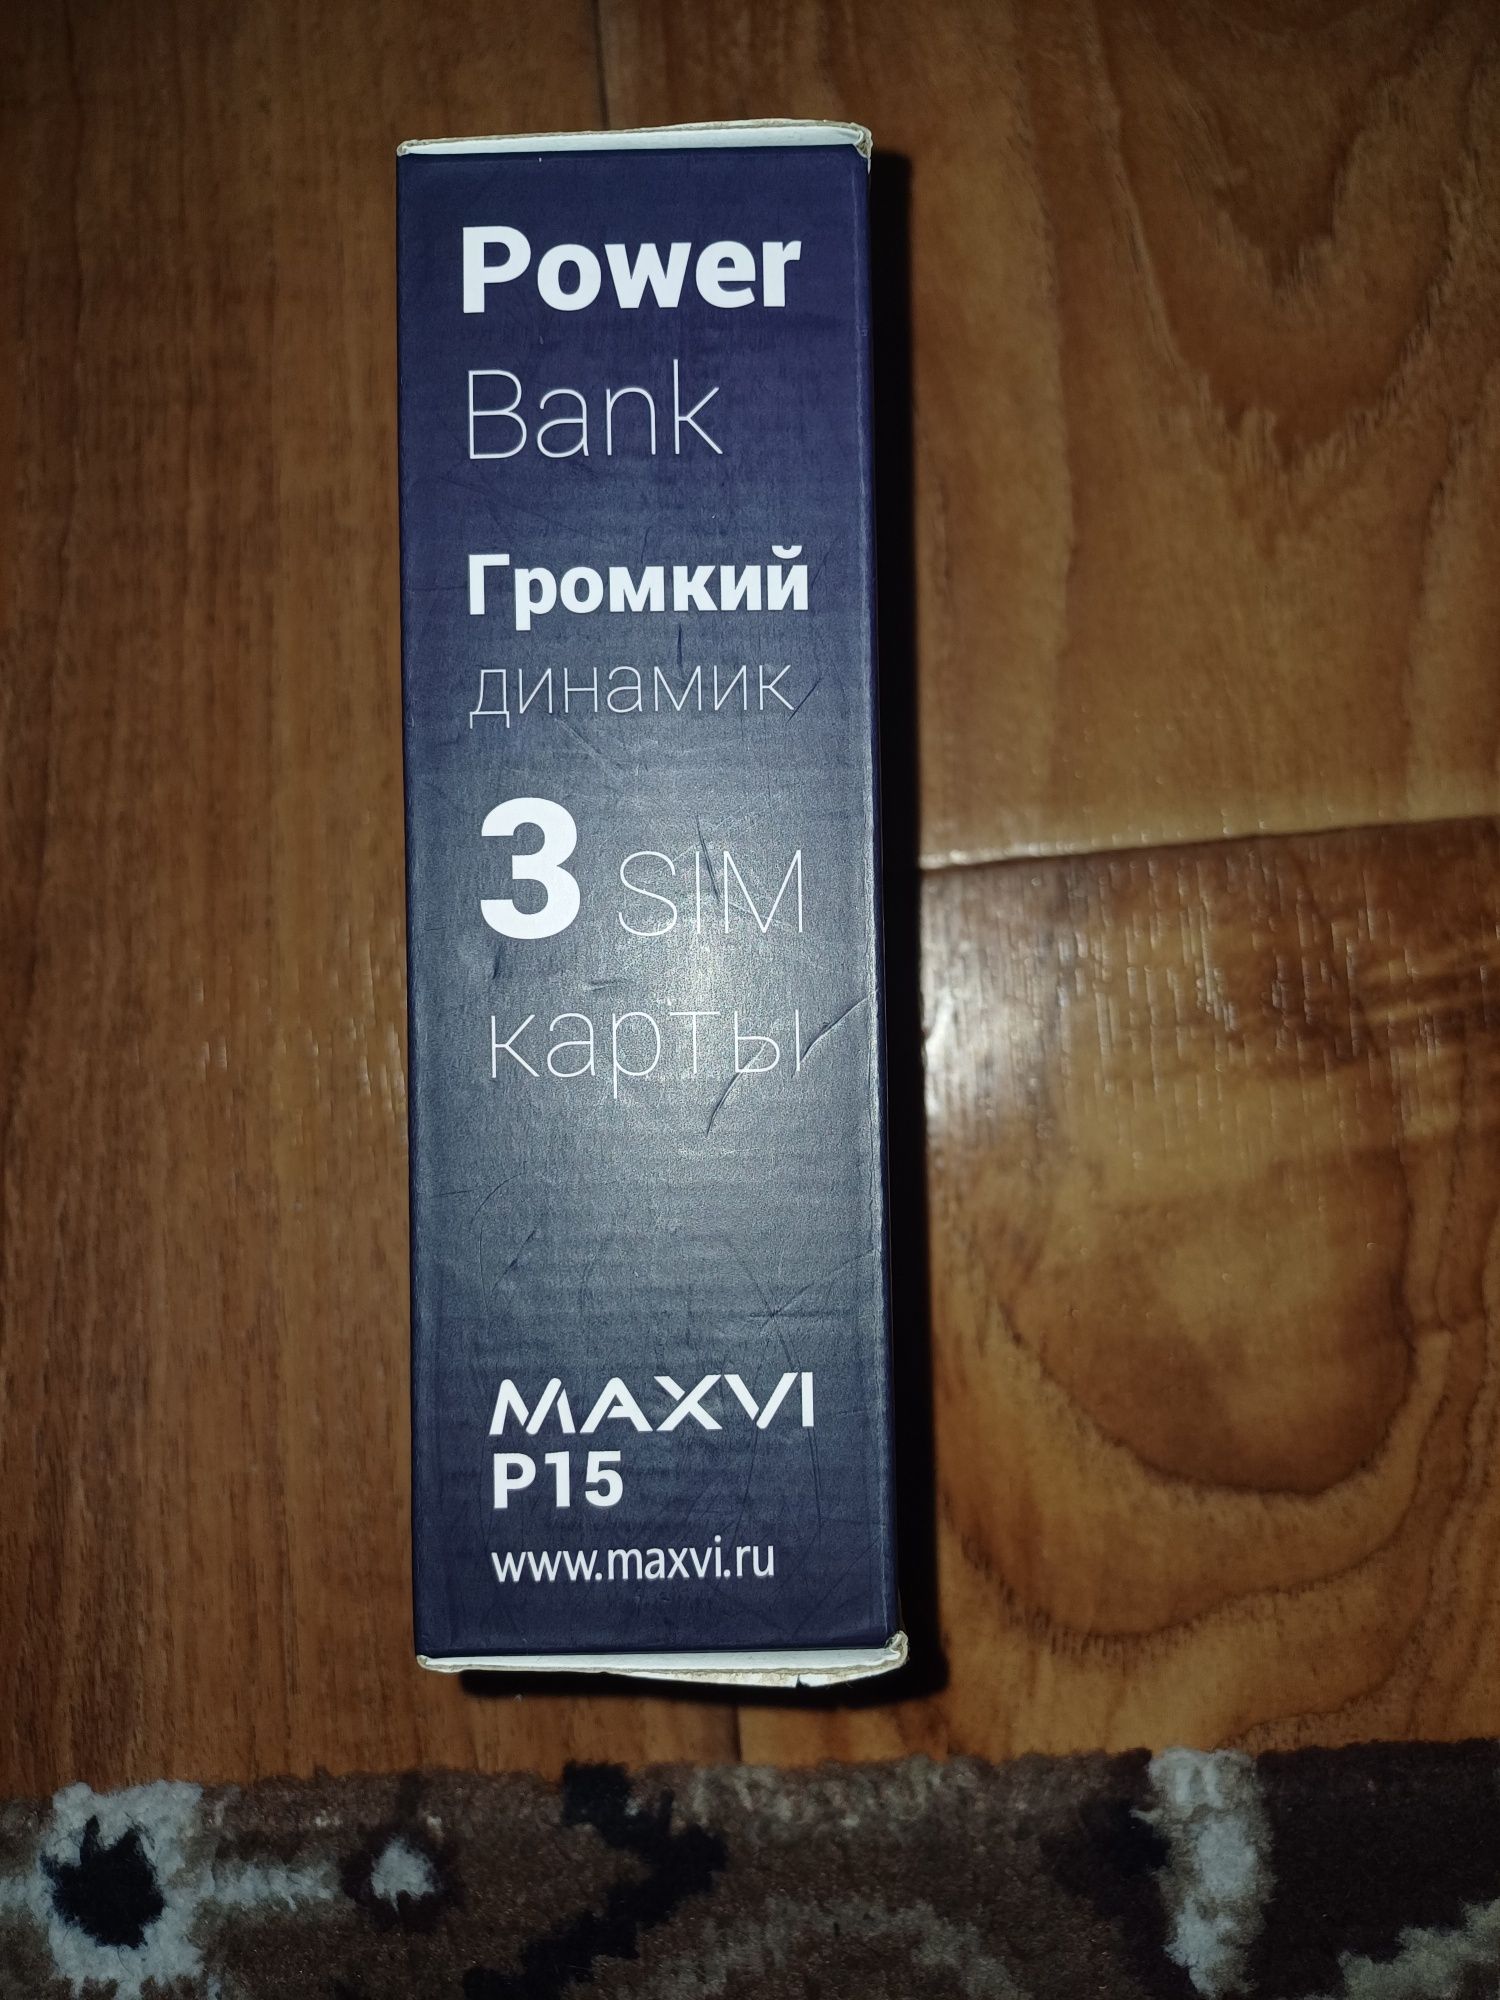 Power
Bank
Громкий
динамик
3 SIM
карты
MAXVI
P15
www.maxvi.ru